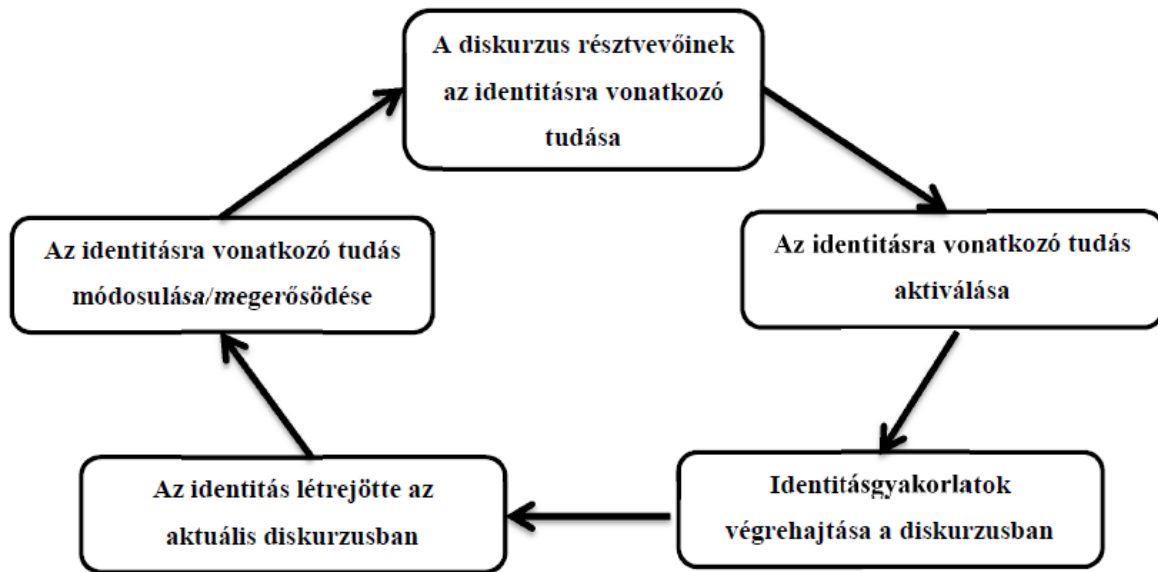 A diskurzus résztvevőinek
az identitásra vonatkozó
tudása
Az identitásra vonatkozó tudás
aktiválása
Identitásgyakorlatok
végrehajtása a diskurzusban
Az identitás létrejötte az
aktuális diskurzusban
Az identitásra vonatkozó tudás
módosulása/megerősödése